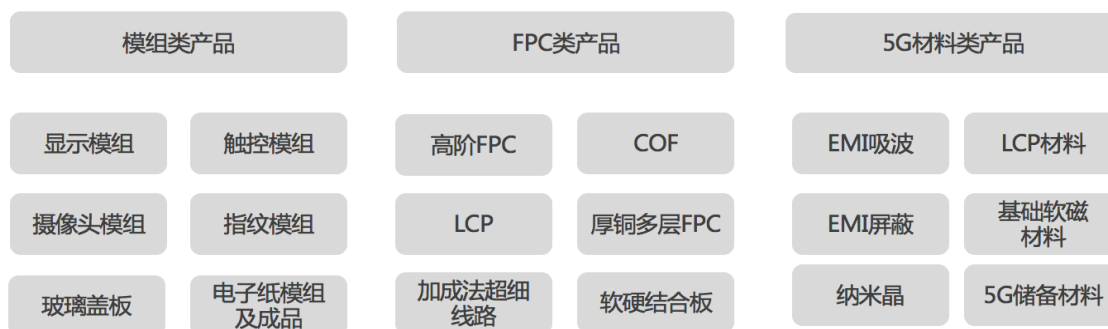 模组类产品
FPC类产品
5G材料类产品
显示模组
触控模组
高阶FPC
COF
EMI吸波
LCP材料
摄像头模组
指纹模组
LCP
厚铜多层FPC
EMI屏蔽
基础软磁
材料
玻璃盖板
电子纸模组
及成品
加成法超细
线路
软硬结合板
纳米晶
5G储备材料